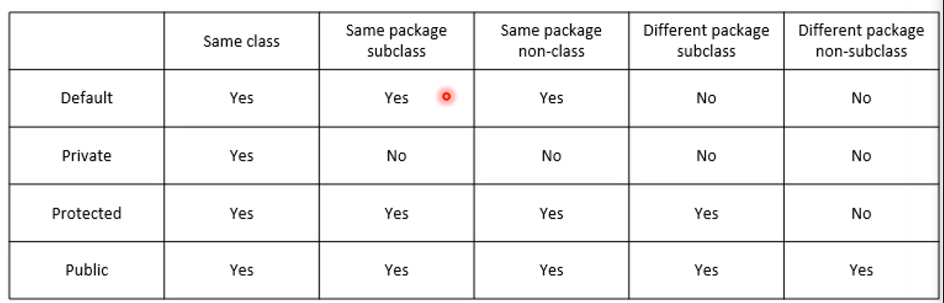 Same class
Same package
subclass
Same package
non-class
Different package
subclass
Different package
non-subclass
Default
Yes
Yes
Yes
No
No
Private
Yes
No
No
No
No
Protected
Yes
Yes
Yes
Yes
No
Public
Yes
Yes
Yes
Yes
Yes